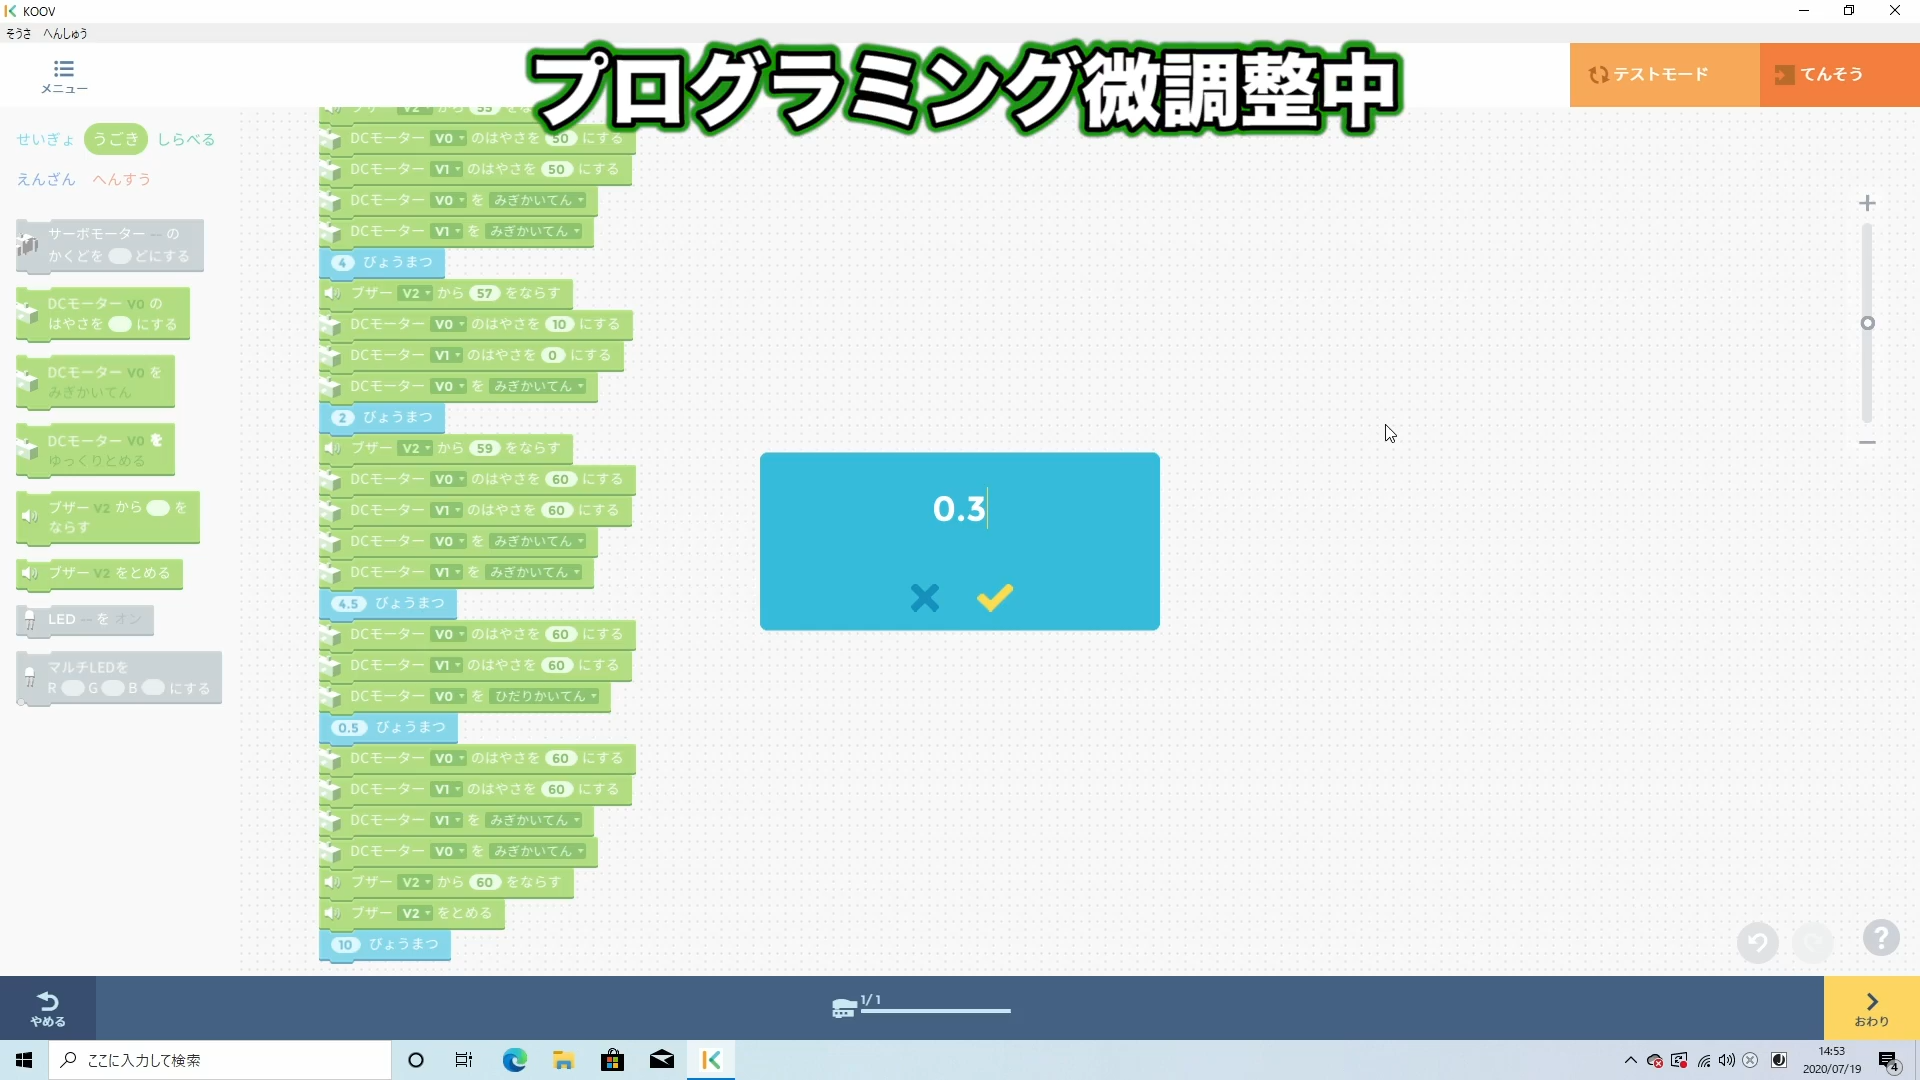 KOOV
そうさ へんしゅう
プログラミング微調整中
メニュー
テストモード
てんそう
せいぎょ うごき しらべる
えんざん へんすう
サーボモーター -- の
かくどを どにする
DCモーター V0 の
はやさを にする
DCモーター V0 を
みぎかいてん
DCモーター V0 を
ゆっくりとめる
ブザー V2 から を
ならす
ブザー V2 をとめる
LED -- を オン
マルチLEDを
R G B にする
ブザー V2 から 55 をな
DCモーター V0 のはやさを 50 にする
DCモーター V1 のはやさを 50 にする
DCモーター V0 を みぎかいてん
DCモーター V1 を みぎかいてん
4 びょうまつ
ブザー V2 から 57 をならす
DCモーター V0 のはやさを 10 にする
DCモーター V1 のはやさを 0 にする
DCモーター V0 を みぎかいてん
2 びょうまつ
ブザー V2 から 59 をならす
DCモーター V0 のはやさを 60 にする
DCモーター V1 のはやさを 60 にする
DCモーター V0 を みぎかいてん
DCモーター V1 を みぎかいてん
4.5 びょうまつ
DCモーター V0 のはやさを 60 にする
DCモーター V1 のはやさを 60 にする
DCモーター V0 を ひだりかいてん
0.5 びょうまつ
DCモーター V0 のはやさを 60 にする
DCモーター V1 のはやさを 60 にする
DCモーター V1 を みぎかいてん
DCモーター V0 を みぎかいてん
ブザー V2 から 60 をならす
ブザー V2 をとめる
10 びょうまつ
0.3
やめる
1/1
おわり
ここに入力して検索
14:53
2020/07/19
4